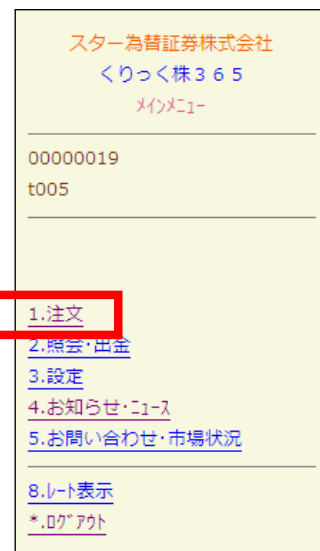 スター為替証券株式会社
くりっく株３６５
ﾒｲﾝﾒﾆｭｰ
00000019
t005
1.注文
2.照会･出金
3.設定
4.お知らせ･ﾆｭｰｽ
5.お問い合わせ･市場状況
8.ﾚｰﾄ表示
*.ﾛｸﾞｱｳﾄ